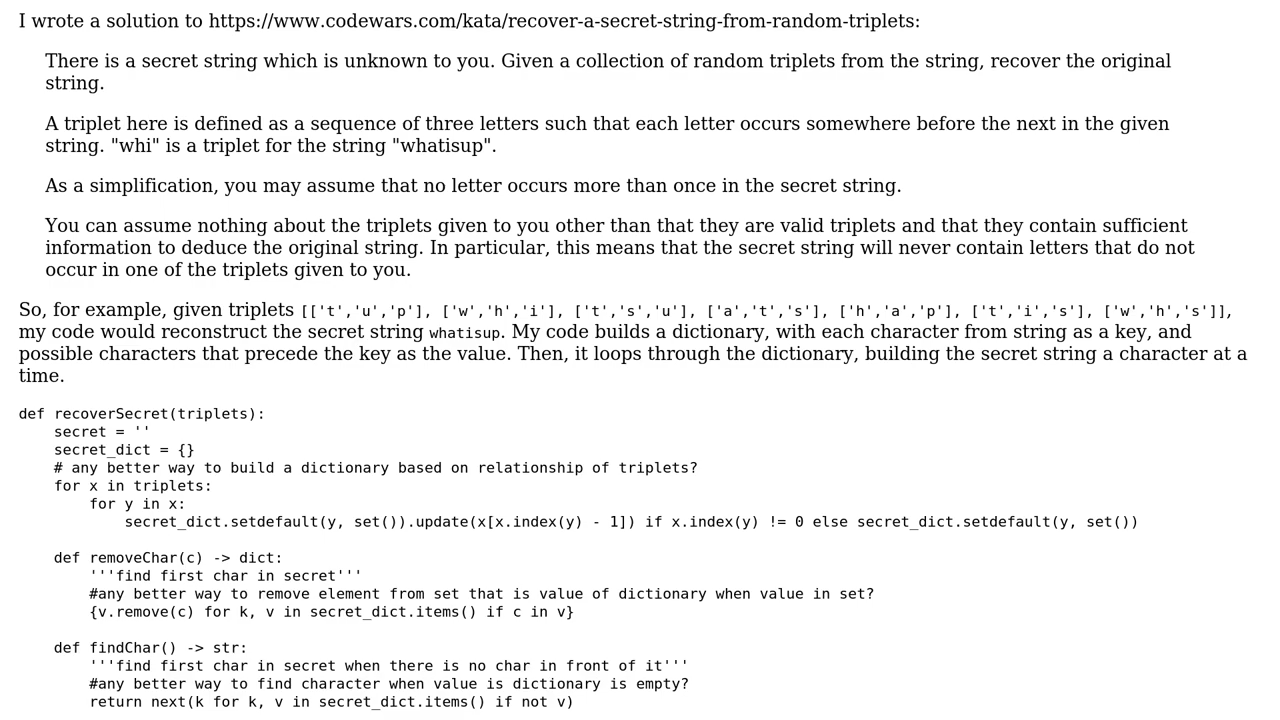 I wrote a solution to https://www.codewars.com/kata/recover-a-secret-string-from-random-triplets:
There is a secret string which is unknown to you. Given a collection of random triplets from the string, recover the original
string.
A triplet here is defined as a sequence of three letters such that each letter occurs somewhere before the next in the given
string. "whi" is a triplet for the string "whatisup".
As a simplification, you may assume that no letter occurs more than once in the secret string.
You can assume nothing about the triplets given to you other than that they are valid triplets and that they contain sufficient
information to deduce the original string. In particular, this means that the secret string will never contain letters that do not
occur in one of the triplets given to you.
So, for example, given triplets [['t','u','p'], ['w','h','i'], ['t','s','u'], ['a','t','s'], ['h','a','p'], ['t','i','s'], ['w','h','s']],
my code would reconstruct the secret string whatisup. My code builds a dictionary, with each character from string as a key, and
possible characters that precede the key as the value. Then, it loops through the dictionary, building the secret string a character at a
time.
def recoverSecret(triplets):
    secret = ''
    secret_dict = {}
    # any better way to build a dictionary based on relationship of triplets?
    for x in triplets:
        for y in x:
            secret_dict.setdefault(y, set()).update(x[x.index(y) - 1]) if x.index(y) != 0 else secret_dict.setdefault(y, set())
    def removeChar(c) -> dict:
        '''find first char in secret'''
        #any better way to remove element from set that is value of dictionary when value in set?
        {v.remove(c) for k, v in secret_dict.items() if c in v}
    def findChar() -> str:
        '''find first char in secret when there is no char in front of it'''
        #any better way to find character when value is dictionary is empty?
        return next(k for k, v in secret_dict.items() if not v)